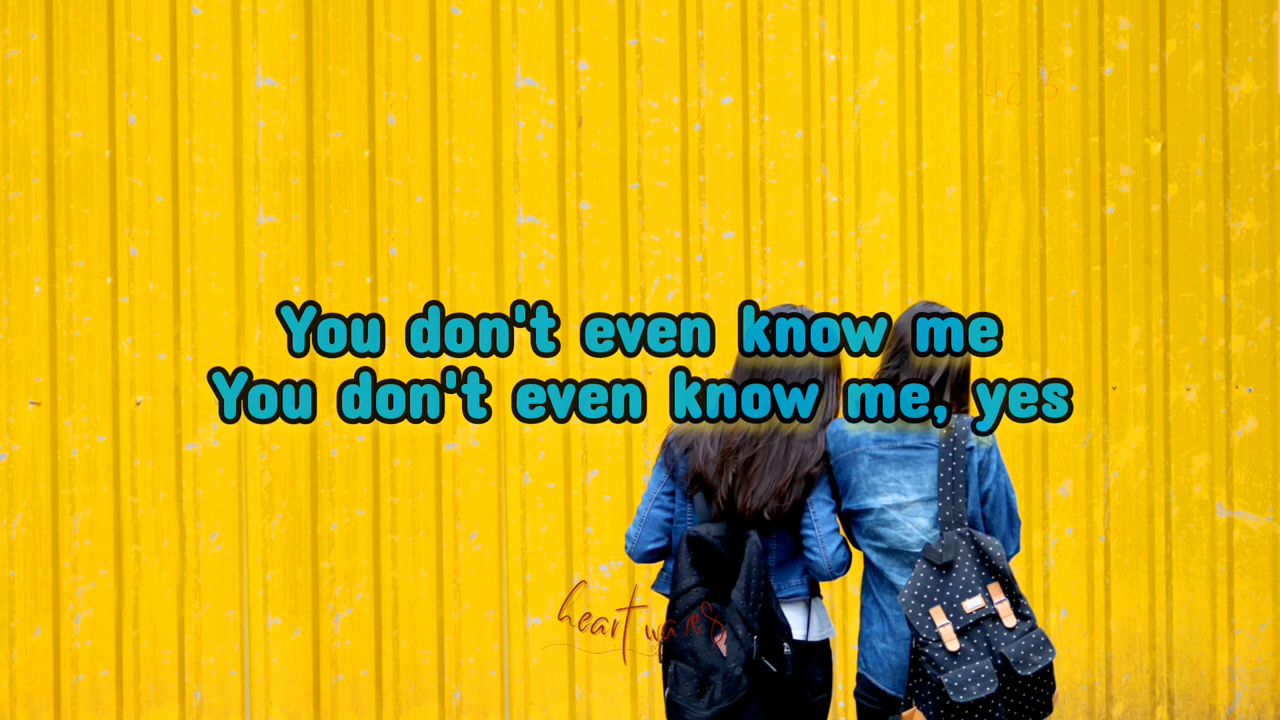 You don't even know me
You don't even know me, yes
heart waves